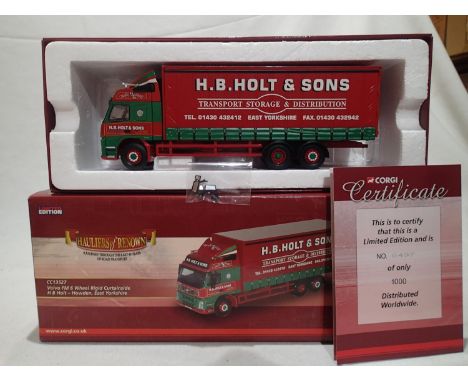 H.B.HOLT & SONS
TRANSPORT STORAGE & DISTRIBUTION
TEL. 01430 432412 EAST YORKSHIRE FAX. 01430 432942
H.B.HOLT & SONS
EDITION
HAULIERS of RENOWN
CC13527
Volvo FM 6 Wheel Rigid Curtainside
H B Holt - Howden, East Yorkshire
www.corgi.co.uk
H.B.HOLT & SONS
TRANSPORT STORAGE &
CORGI
Certificate
This is to certify
that this is a
Limited Edition and is
NO.
of only
1000
Distributed
Worldwide.